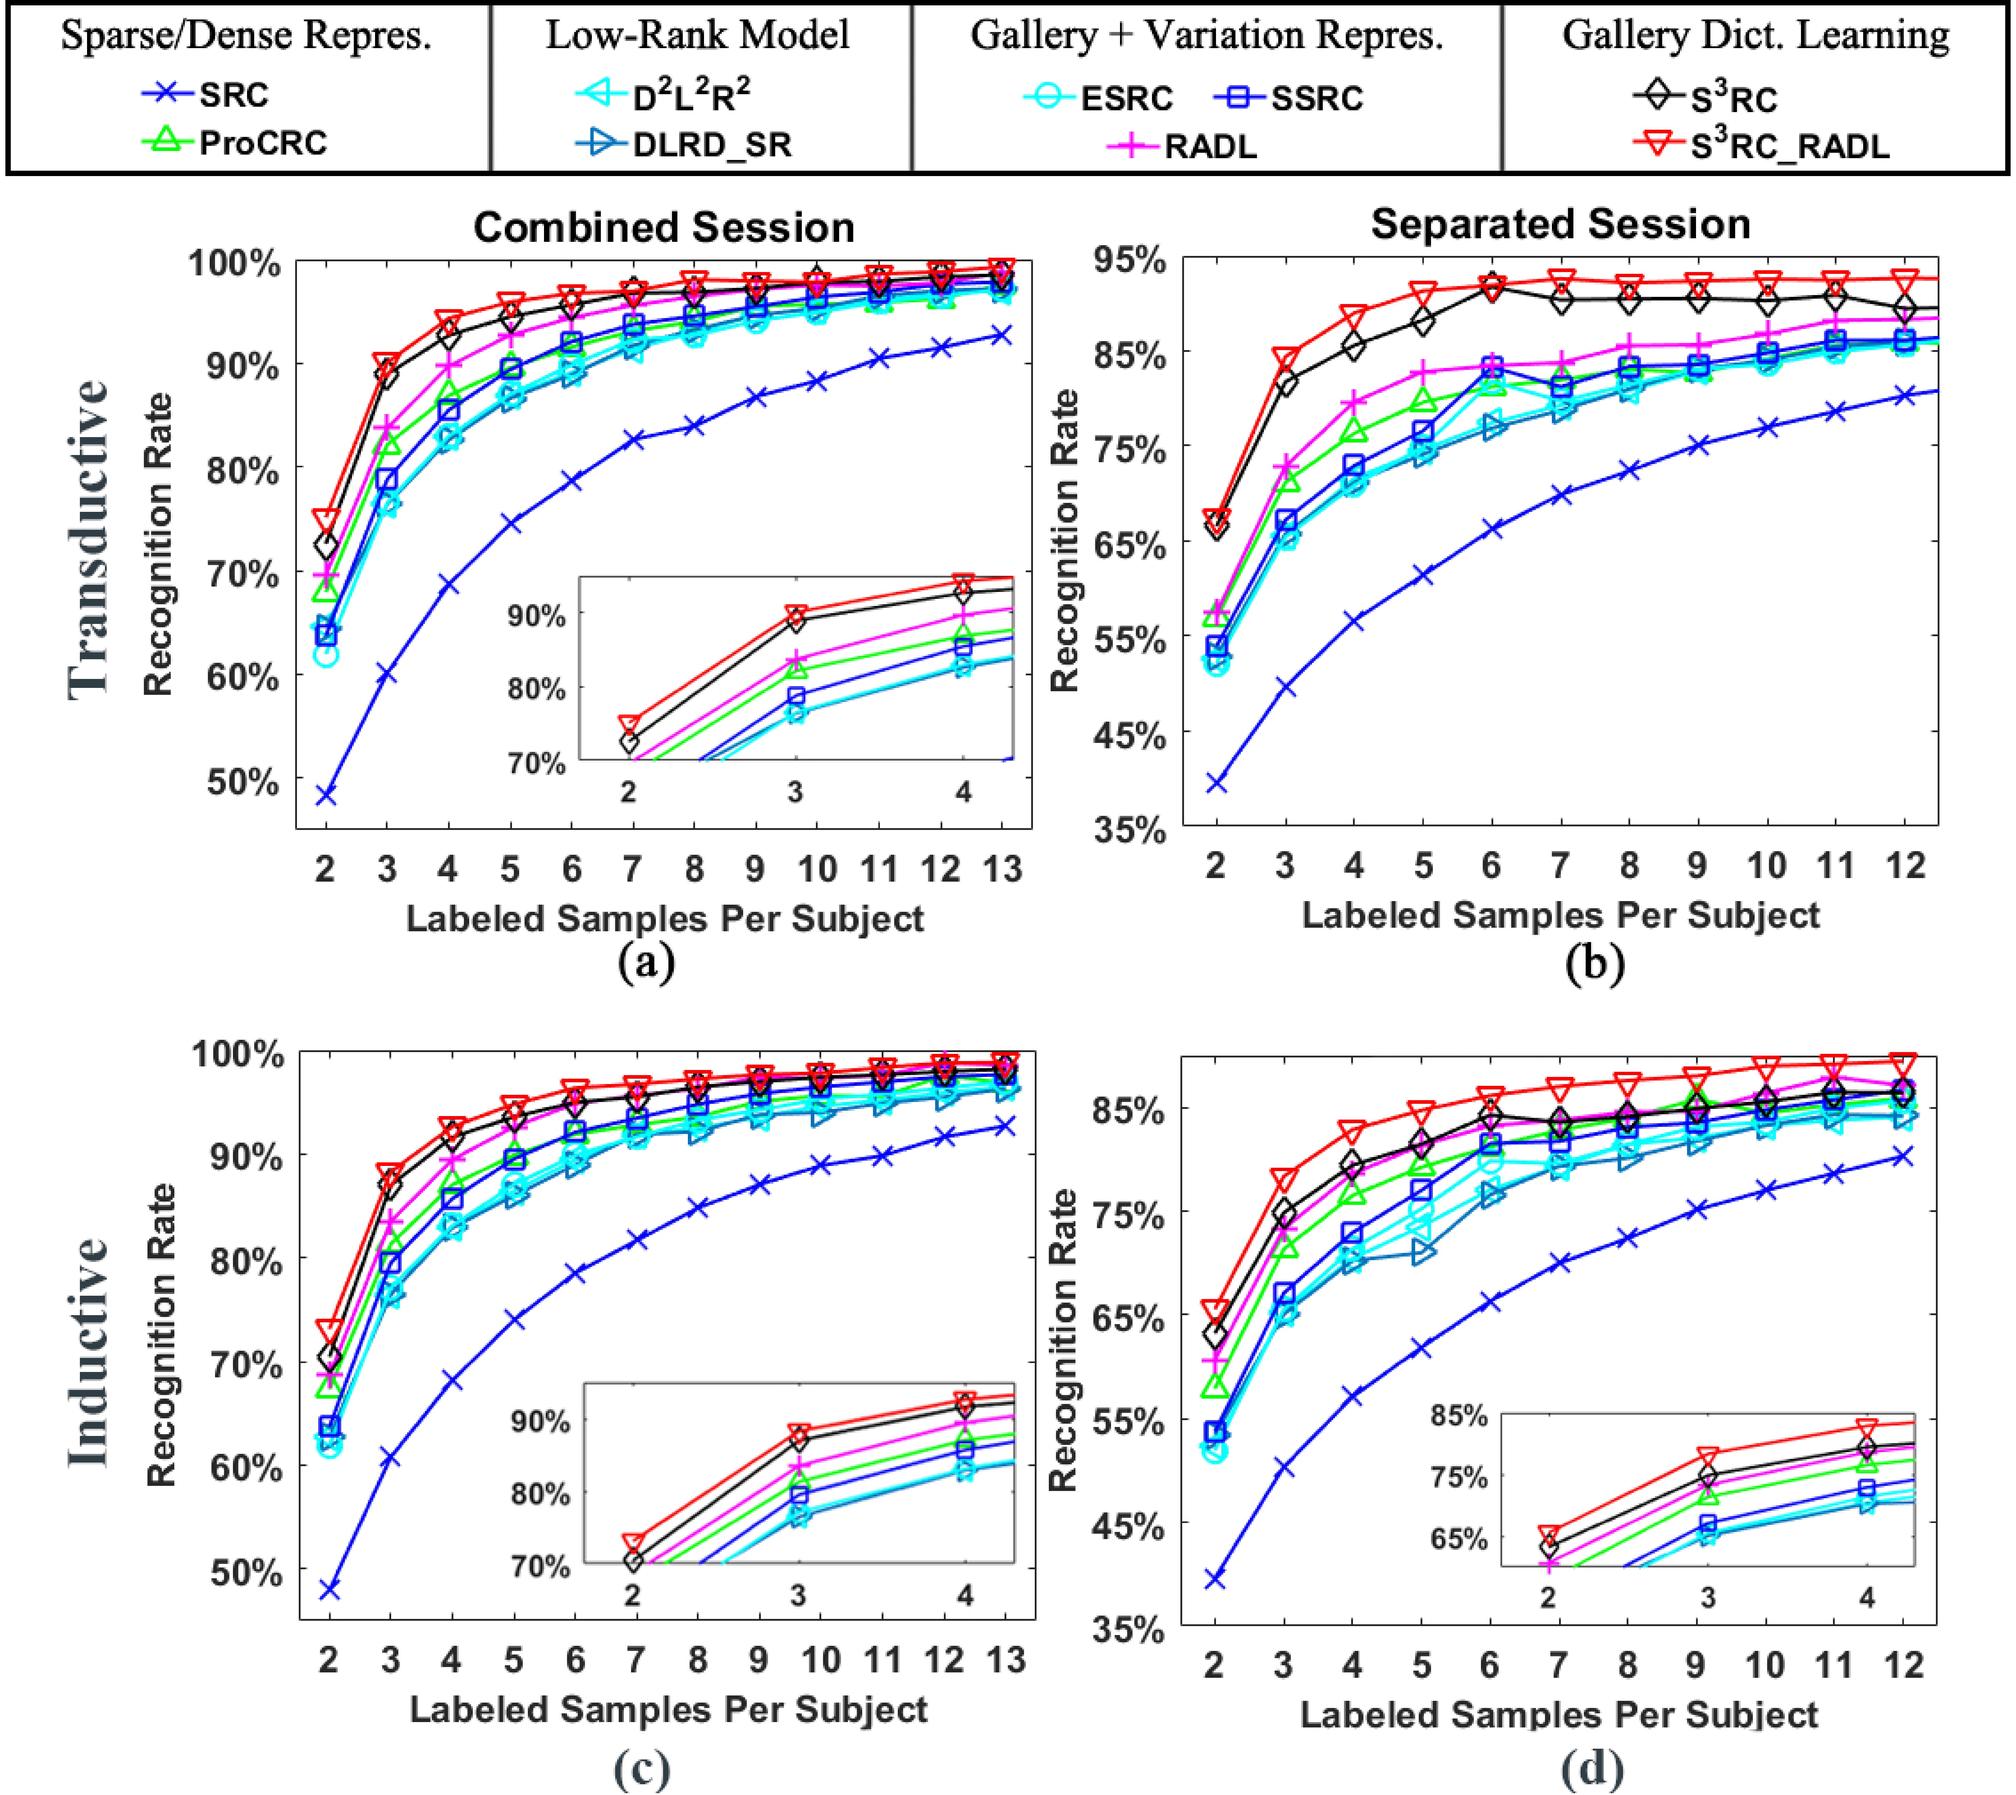 Sparse/Dense Repres.
SRC
ProCRC
Low-Rank Model
D²L²R²
DLRD_SR
Gallery + Variation Repres.
ESRC SSRC
RADL
Gallery Dict. Learning
S³RC
S³RC_RADL
Transductive
Combined Session
Recognition Rate
100%
90%
80%
70%
60%
50%
90%
80%
70%
2 3 4
2 3 4 5 6 7 8 9 10 11 12 13
Labeled Samples Per Subject
(a)
Separated Session
Recognition Rate
95%
85%
75%
65%
55%
45%
35%
2 3 4 5 6 7 8 9 10 11 12
Labeled Samples Per Subject
(b)
Inductive
Recognition Rate
100%
90%
80%
70%
60%
50%
90%
80%
70%
2 3 4
2 3 4 5 6 7 8 9 10 11 12 13
Labeled Samples Per Subject
(c)
Recognition Rate
85%
75%
65%
55%
45%
35%
85%
75%
65%
2 3 4
2 3 4 5 6 7 8 9 10 11 12
Labeled Samples Per Subject
(d)